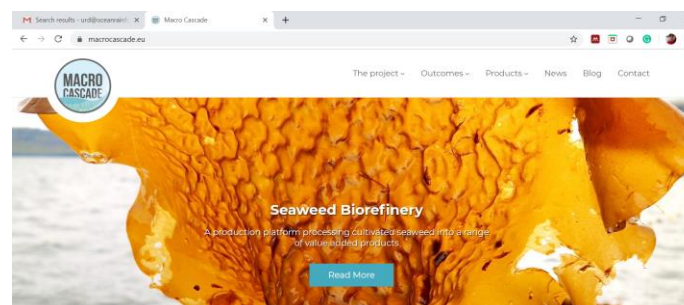 Search results - urd@oceanrain
Macro Cascade
macrocascade.eu
MACRO
CASCADE
The project
Outcomes
Products
News
Blog
Contact
Seaweed Biorefinery
A production platform processing cultivated seaweed into a range
of value added products
Read More